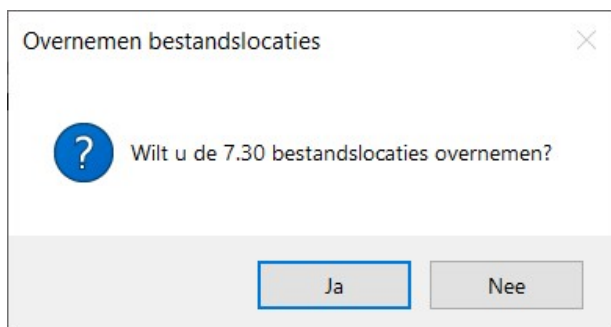 Overnemen bestandslocaties
Wilt u de 7.30 bestandslocaties overnemen?
Ja
Nee